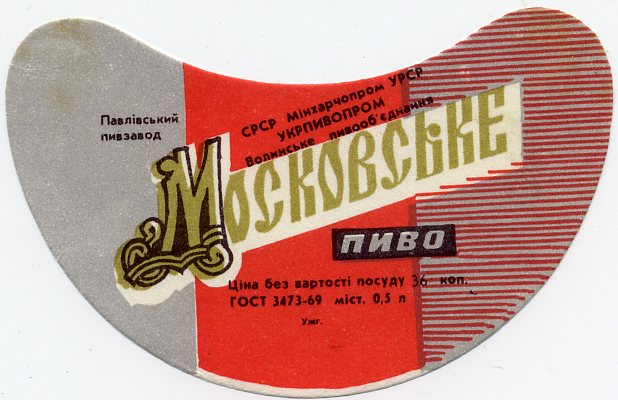 Павлівський
пивзавод
СРСР Мінхарчопром УРСР
УКРПИВОПРОМ
Волинське пивооб'єднання
Московське
ПИВО
Ціна без вартості посуду 36 коп.
ГОСТ 3473-69 міст. 0,5 л
Ужг.